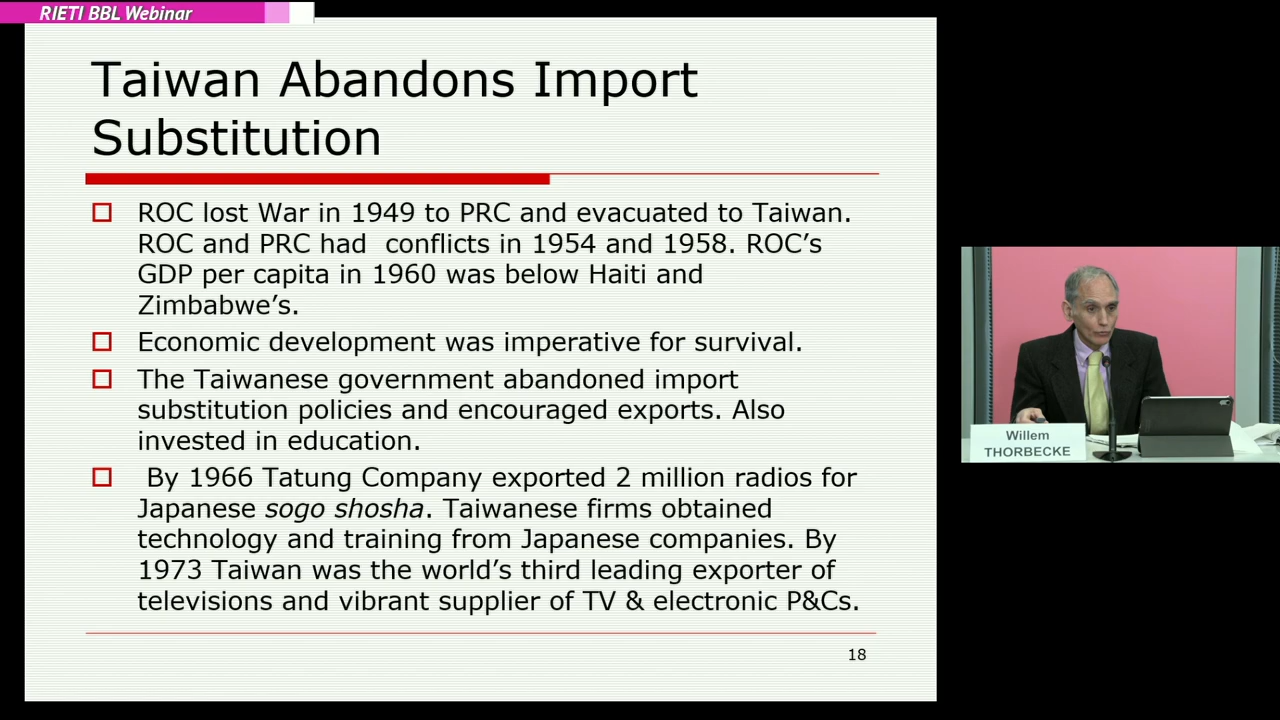 RIETI BBL Webinar
Taiwan Abandons Import
Substitution
ROC lost War in 1949 to PRC and evacuated to Taiwan.
ROC and PRC had conflicts in 1954 and 1958. ROC’s
GDP per capita in 1960 was below Haiti and
Zimbabwe’s.
Economic development was imperative for survival.
The Taiwanese government abandoned import
substitution policies and encouraged exports. Also
invested in education.
By 1966 Tatung Company exported 2 million radios for
Japanese sogo shosha. Taiwanese firms obtained
technology and training from Japanese companies. By
1973 Taiwan was the world’s third leading exporter of
televisions and vibrant supplier of TV & electronic P&Cs.
18
Willem
THORBECKE